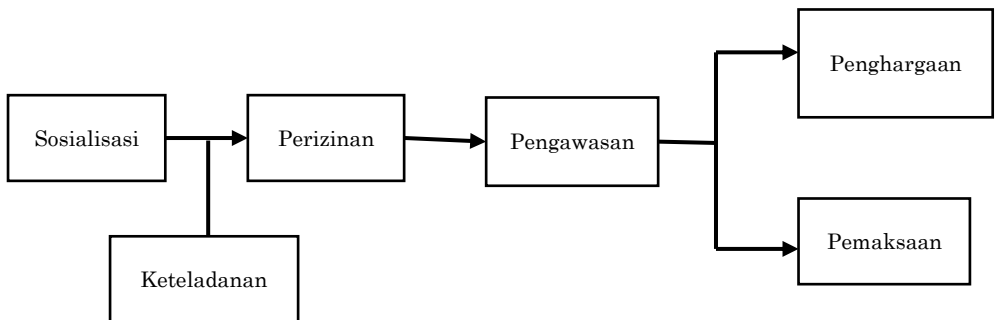 Penghargaan
Sosialisasi
Perizinan
Pengawasan
Pemaksaan
Keteladanan